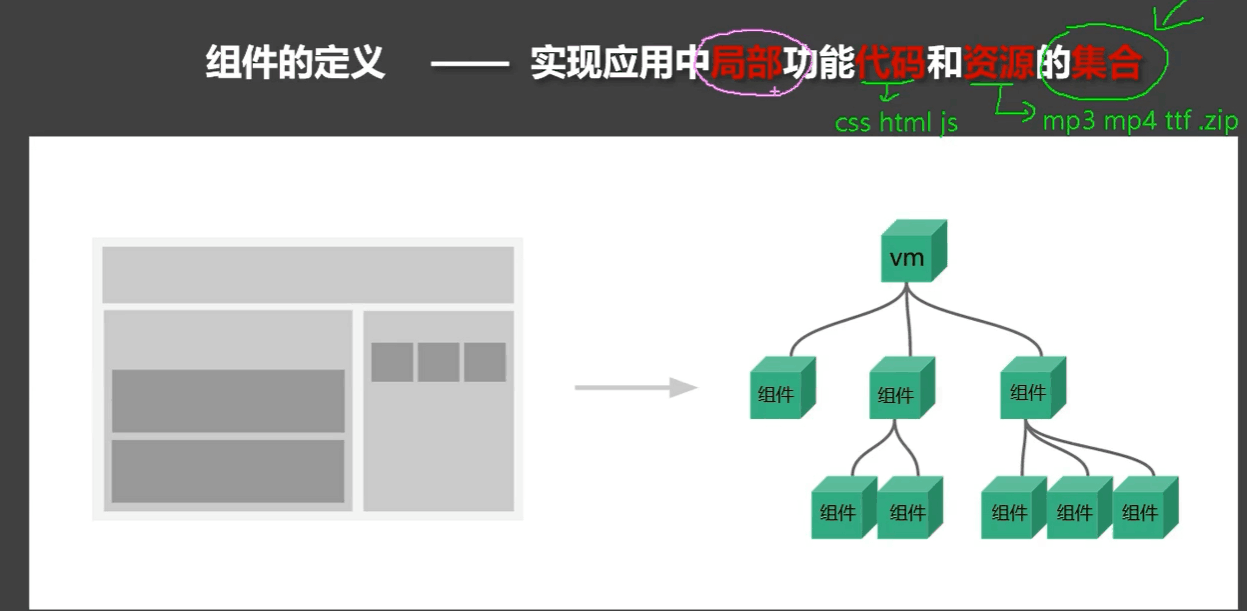 组件的定义 —— 实现应用中局部功能代码和资源的集合
css html js mp3 mp4 ttf .zip
vm
组件 组件 组件
组件 组件 组件 组件 组件